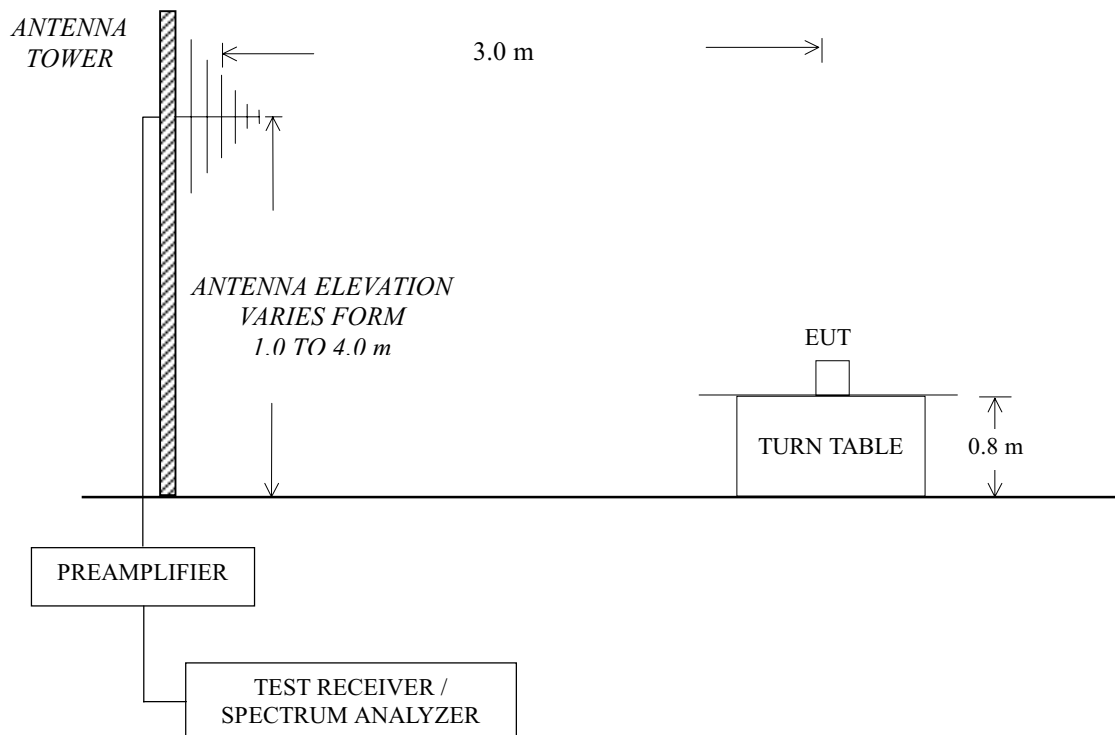 ANTENNA
TOWER
3.0 m
ANTENNA ELEVATION
VARIES FORM
1.0 TO 4.0 m
EUT
TURN TABLE
0.8 m
PREAMPLIFIER
TEST RECEIVER /
SPECTRUM ANALYZER